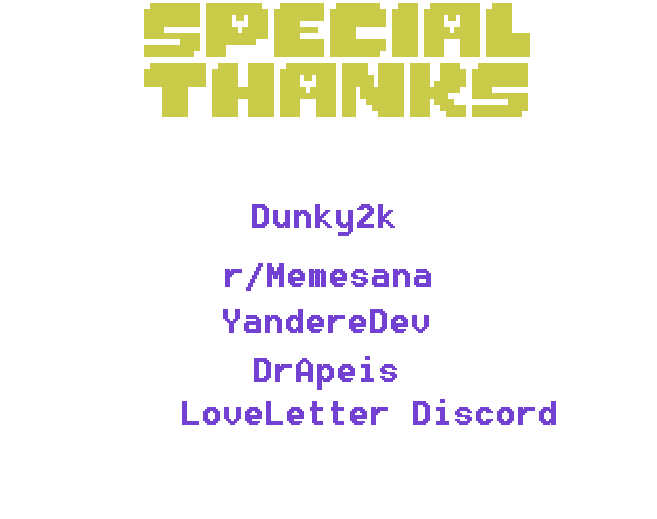 SPECIAL
THANKS
Dunky2k
r/Memesana
YandereDev
DrApeis
LoveLetter Discord